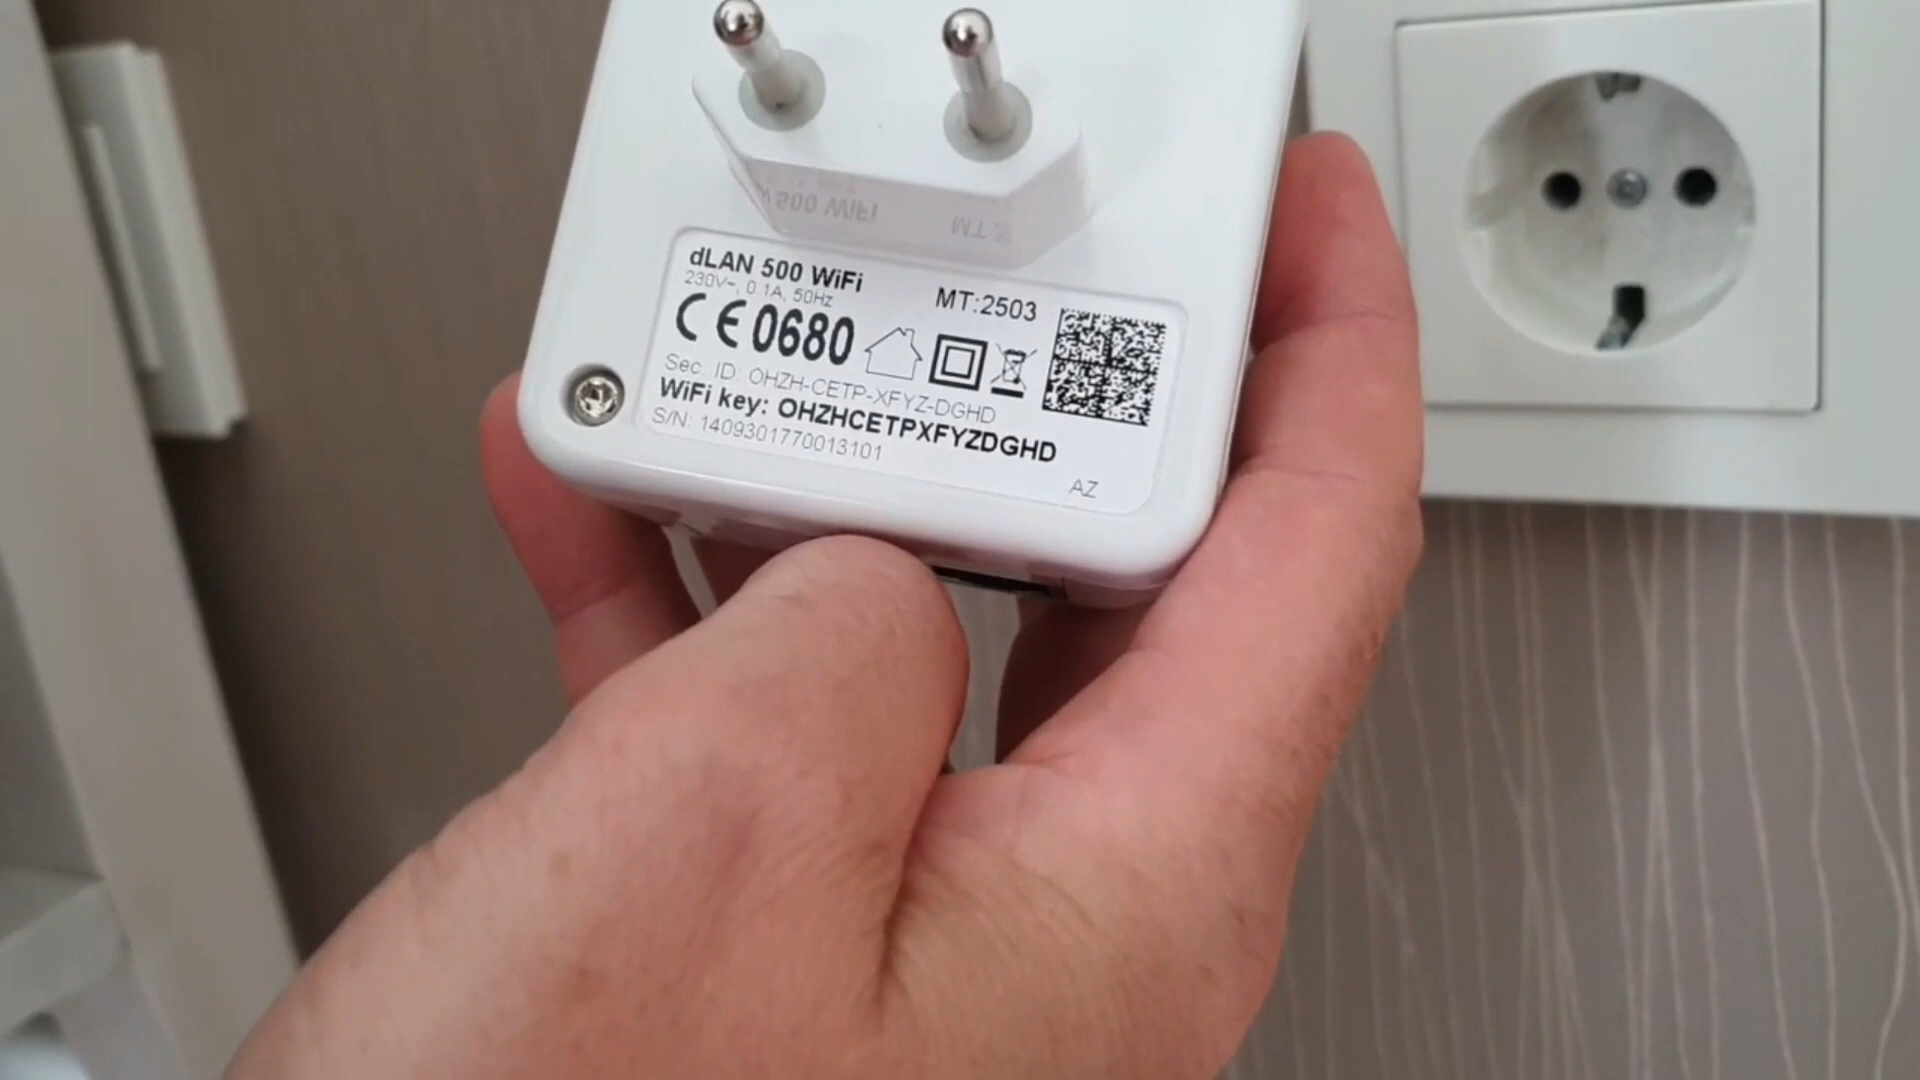 dLAN 500 WiFi
230V~, 0.1A, 50Hz
MT:2503
CE 0680
Sec. ID: OHZH-CETP-XFYZ-DGHD
WiFi key: OHZHCETPXFYZDGHD
S/N: 1409301770013101
AZ